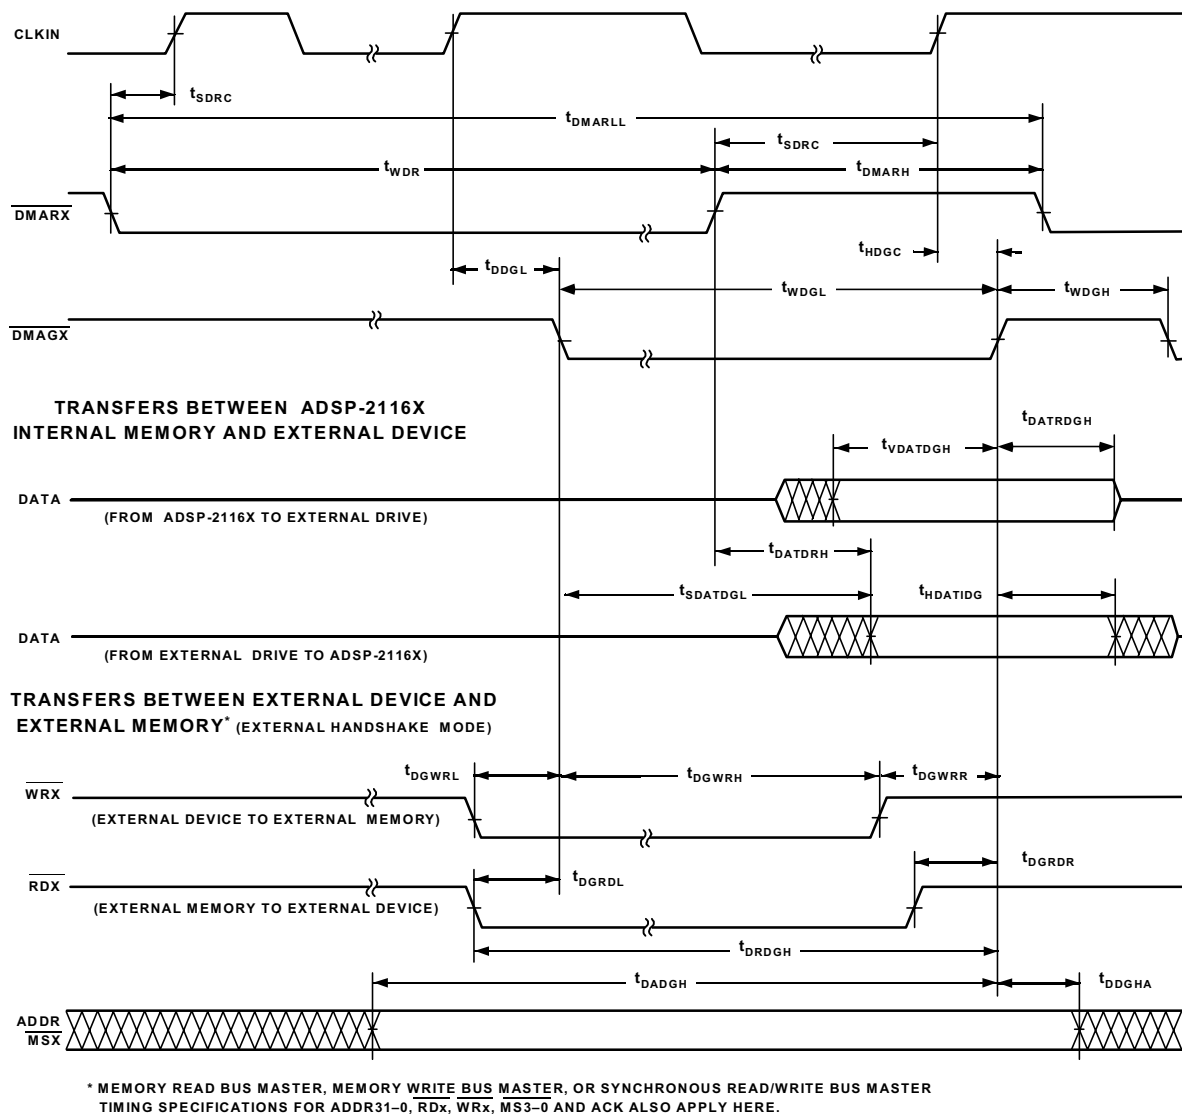 CLKIN
tSDRC
tDMARLL
tSDRC
tWDR
tDMARH
DMARX
tHDGC
tDDGL
tWDGL
tWDGH
DMAGX
TRANSFERS BETWEEN ADSP-2116X
INTERNAL MEMORY AND EXTERNAL DEVICE
tDATRDGH
tVDATDGH
DATA
(FROM ADSP-2116X TO EXTERNAL DRIVE)
tDATDRH
tSDATDGL
tHDATIDG
DATA
(FROM EXTERNAL DRIVE TO ADSP-2116X)
TRANSFERS BETWEEN EXTERNAL DEVICE AND
EXTERNAL MEMORY* (EXTERNAL HANDSHAKE MODE)
tDGWRL
tDGWRH
tDGWRR
WRX
(EXTERNAL DEVICE TO EXTERNAL MEMORY)
tDGRDR
RDX
tDGRDL
(EXTERNAL MEMORY TO EXTERNAL DEVICE)
tDRDGH
tDADGH
tDDGHA
ADDR
MSX
* MEMORY READ BUS MASTER, MEMORY WRITE BUS MASTER, OR SYNCHRONOUS READ/WRITE BUS MASTER
TIMING SPECIFICATIONS FOR ADDR31–0, RDx, WRx, MS3–0 AND ACK ALSO APPLY HERE.